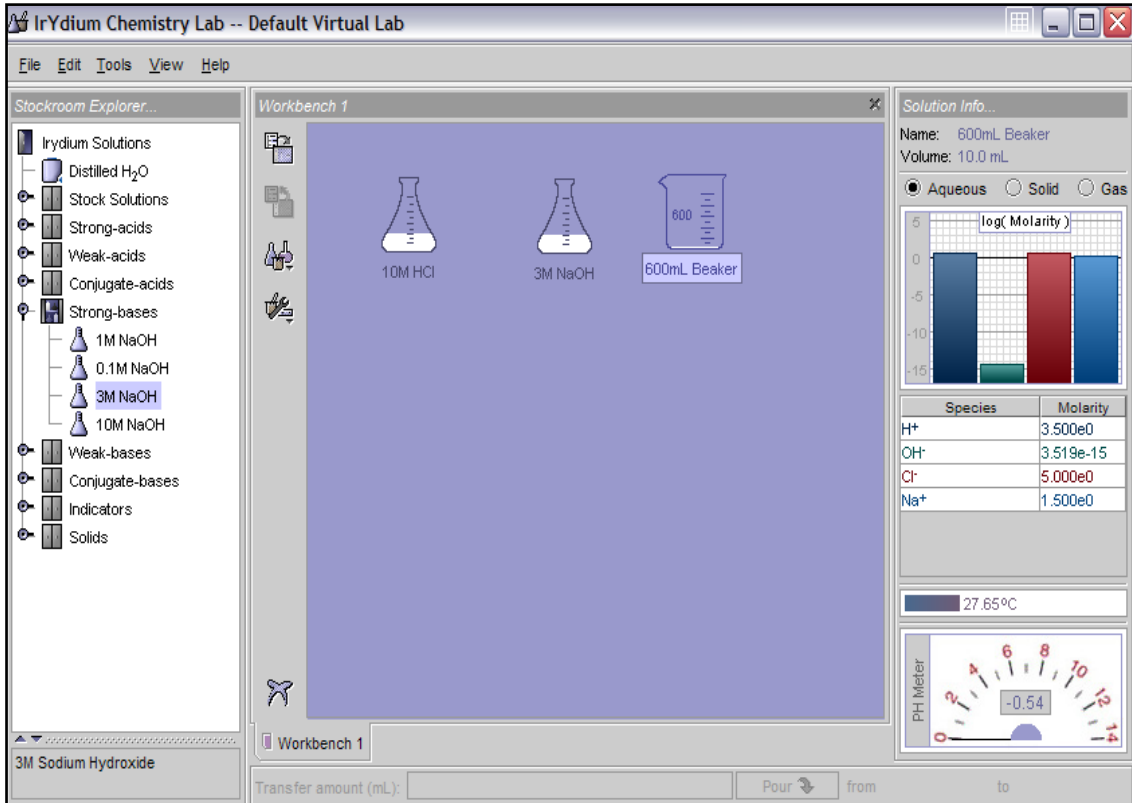 IrYdium Chemistry Lab -- Default Virtual Lab
File Edit Tools View Help
Stockroom Explorer...
Irydium Solutions
Distilled H₂O
Stock Solutions
Strong-acids
Weak-acids
Conjugate-acids
Strong-bases
1M NaOH
0.1M NaOH
3M NaOH
10M NaOH
Weak-bases
Conjugate-bases
Indicators
Solids
3M Sodium Hydroxide
Workbench 1
10M HCl
3M NaOH
600
600mL Beaker
Workbench 1
Transfer amount (mL): Pour from to
Solution Info...
Name: 600mL Beaker
Volume: 10.0 mL
Aqueous Solid Gas
log( Molarity )
5
0
-5
-10
-15
Species Molarity
H+ 3.500e0
OH- 3.519e-15
Cl- 5.000e0
Na+ 1.500e0
27.65ºC
PH Meter
0 2 4 6 8 10 12 14
-0.54